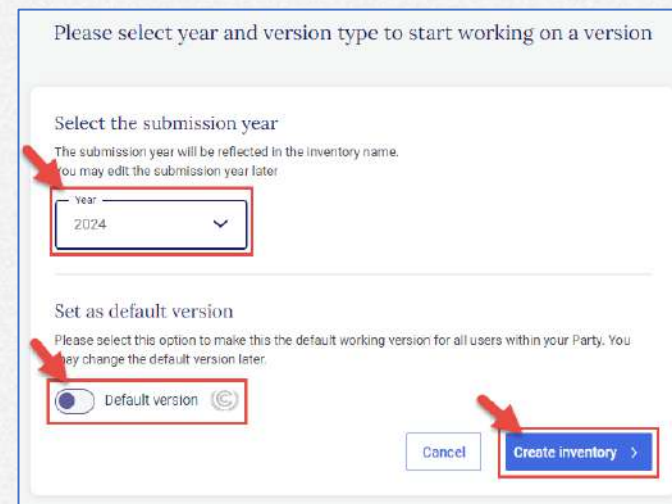 Please select year and version type to start working on a version
Select the submission year
The submission year will be reflected in the inventory name.
You may edit the submission year later
Year
2024
Set as default version
Please select this option to make this the default working version for all users within your Party. You
may change the default version later.
Default version
Cancel
Create inventory